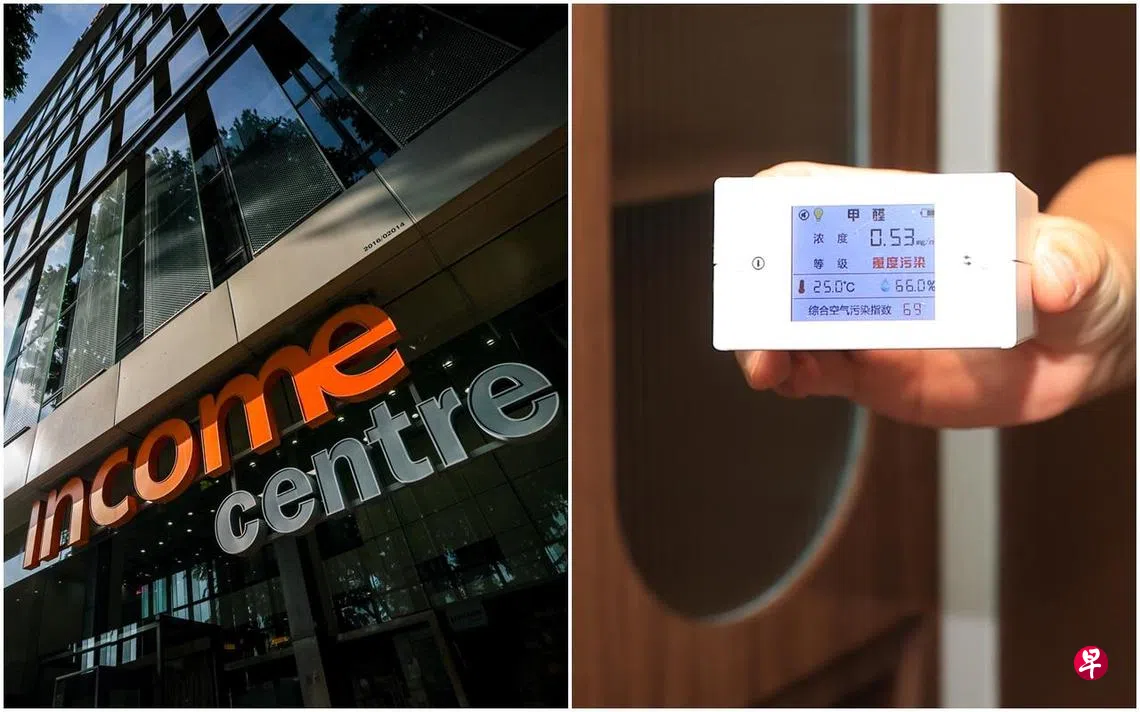 2016/02014
income
centre
甲 醛
浓 度 0.53
等 级 重度污染
25.0℃ 66.0%
综合空气污染指数 69
早